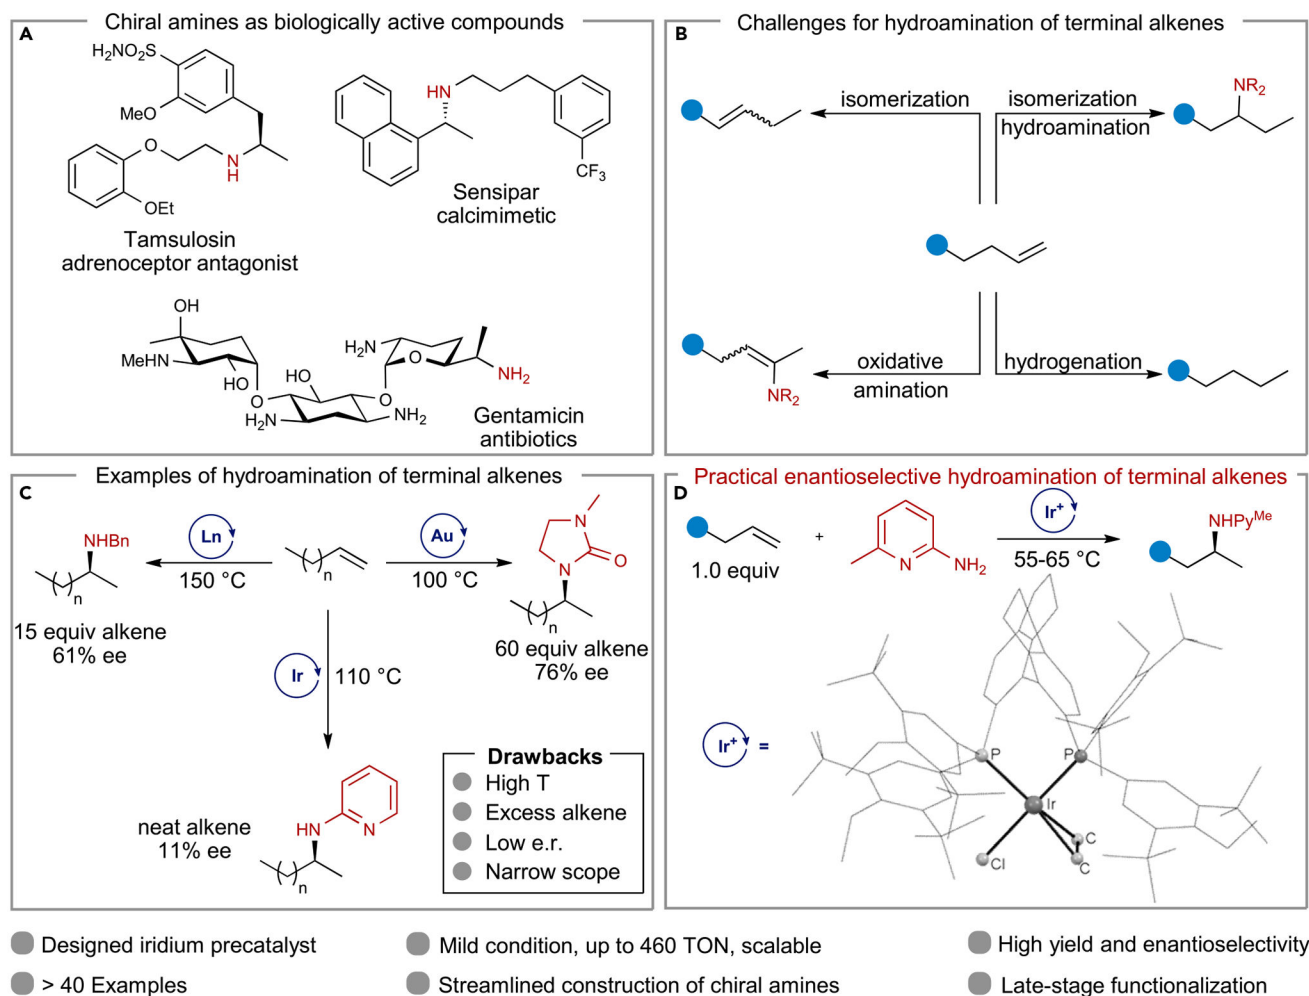 A
Chiral amines as biologically active compounds
H₂NO₂S
MeO
O
N
H
OEt
Tamsulosin
adrenoceptor antagonist
HN
CF₃
Sensipar
calcimimetic
OH
MeHN
HO
O
HO
H₂N
O
O
H₂N
NH₂
NH₂
Gentamicin
antibiotics
B
Challenges for hydroamination of terminal alkenes
isomerization
isomerization
hydroamination
NR₂
oxidative
amination
NR₂
hydrogenation
C
Examples of hydroamination of terminal alkenes
NHBn
n
15 equiv alkene
61% ee
Ln
150 °C
n
Au
100 °C
N
N
O
n
60 equiv alkene
76% ee
Ir
110 °C
neat alkene
11% ee
HN
N
n
Drawbacks
High T
Excess alkene
Low e.r.
Narrow scope
D
Practical enantioselective hydroamination of terminal alkenes
1.0 equiv
+
N
NH₂
Ir⁺
55-65 °C
NHPyᴹᵉ
Ir⁺
=
P
P
Ir
Cl
C
C
Designed iridium precatalyst
Mild condition, up to 460 TON, scalable
High yield and enantioselectivity
> 40 Examples
Streamlined construction of chiral amines
Late-stage functionalization